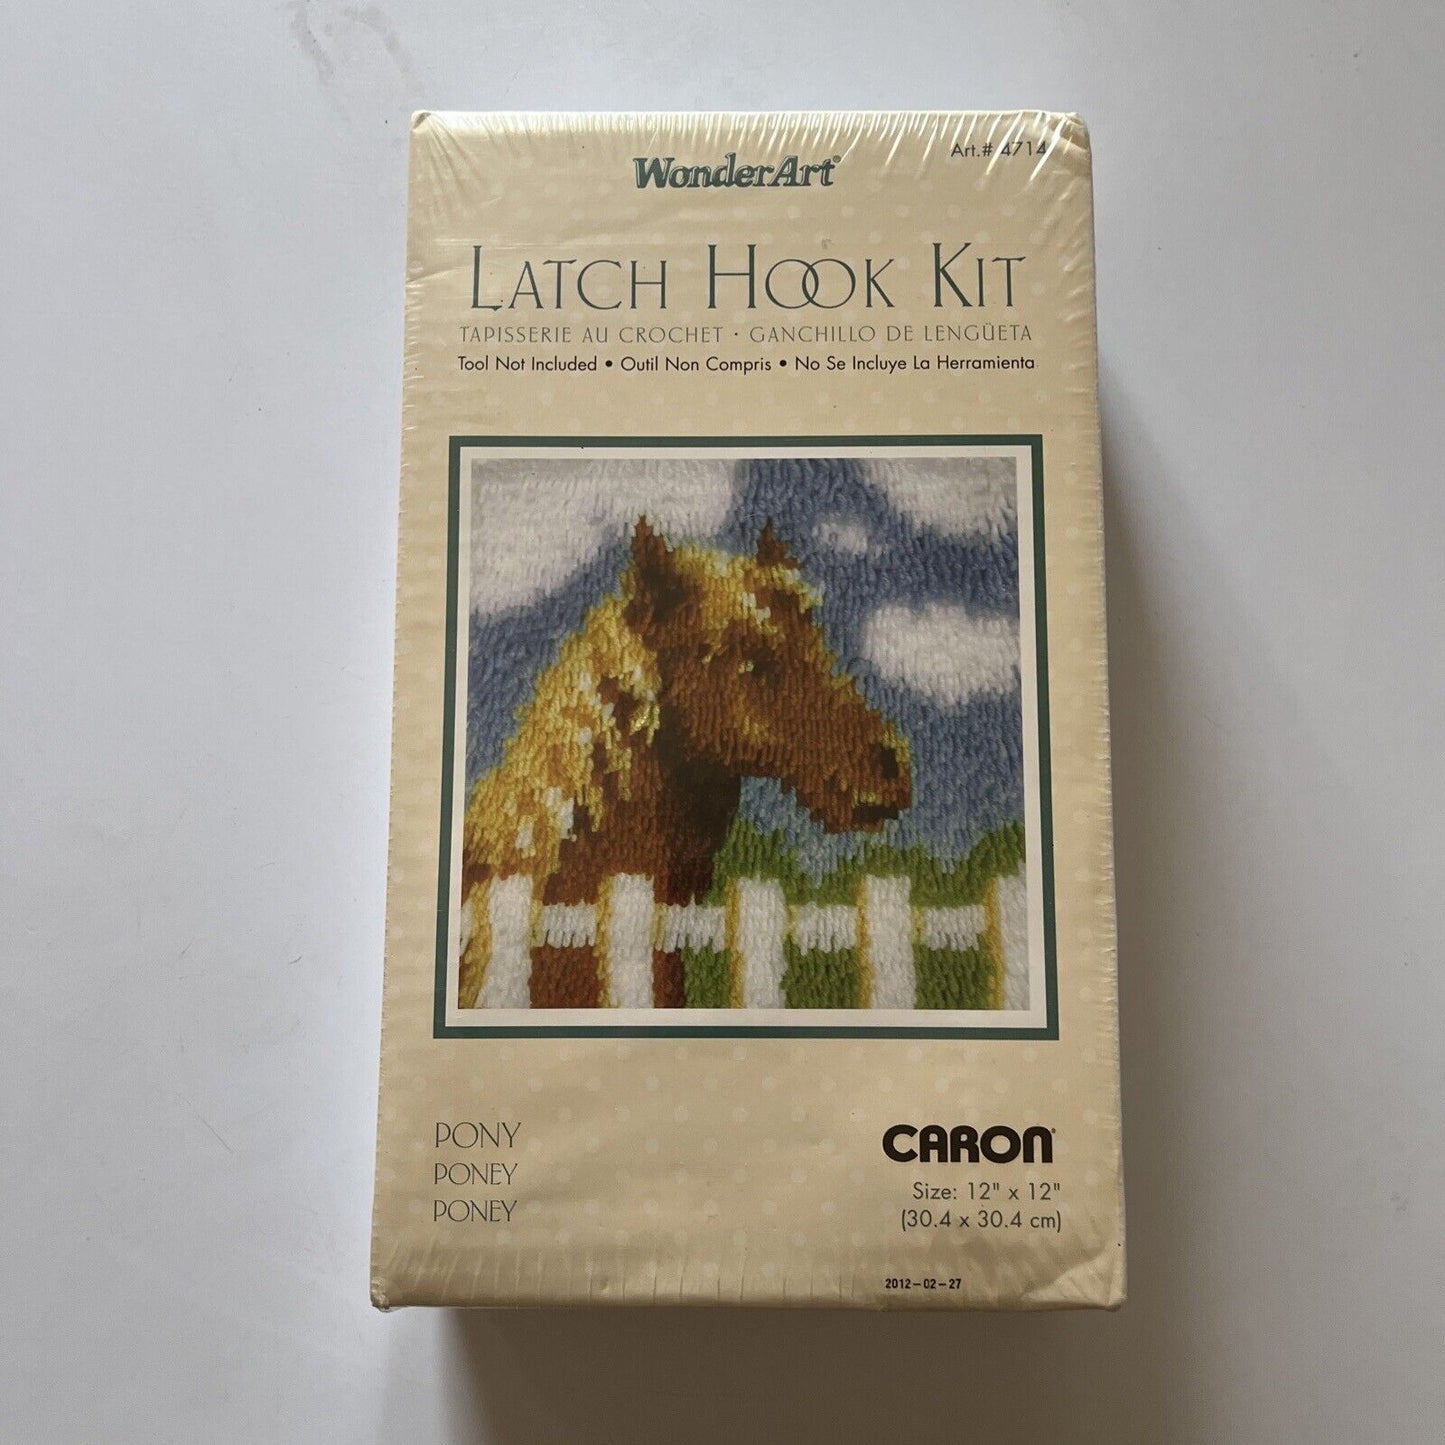 WonderArt®
Art.# 4714
LATCH HOOK KIT
TAPISSERIE AU CROCHET · GANCHILLO DE LENGÜETA
Tool Not Included • Outil Non Compris • No Se Incluye La Herramienta
PONY
PONEY
PONEY
CARON®
Size: 12" x 12"
(30.4 x 30.4 cm)
2012-02-27